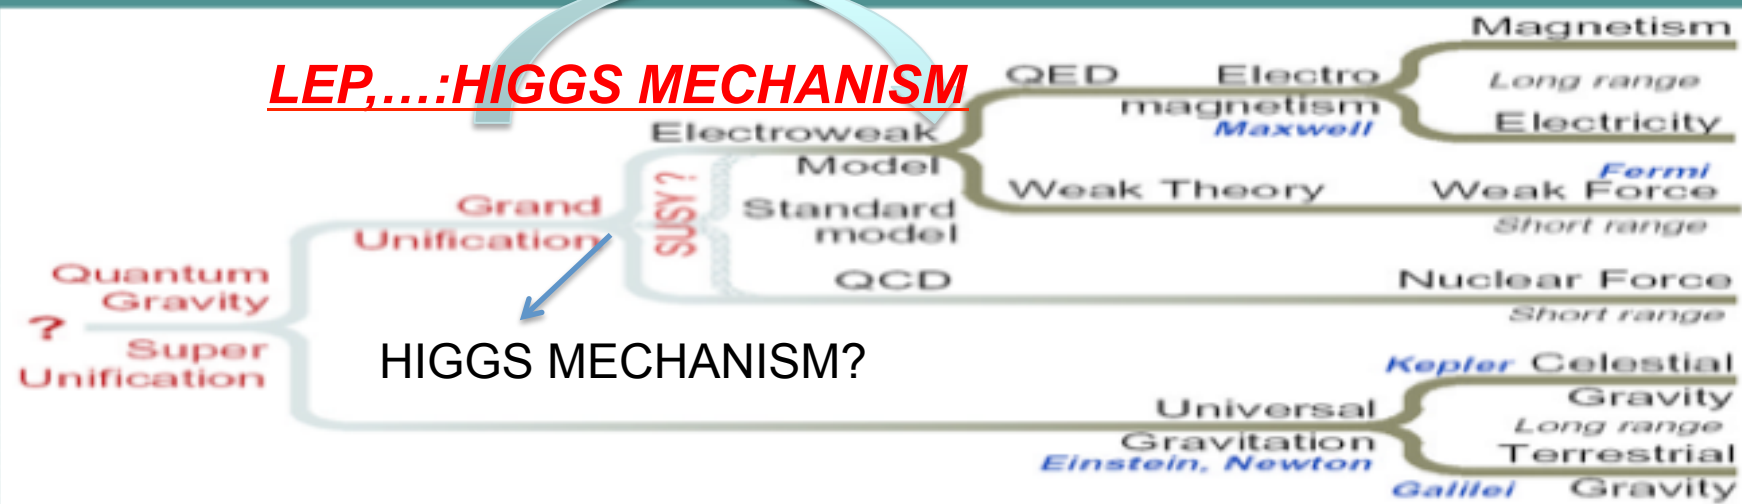 Magnetism
LEP,...:HIGGS MECHANISM
QED
Electro
magnetism
Maxwell
Long range
Electricity
Electroweak
Model
Fermi
Weak Theory
Weak Force
Short range
SUSY ?
Grand
Unification
Standard
model
QCD
Nuclear Force
Short range
Quantum
Gravity
?
Super
Unification
HIGGS MECHANISM?
Kepler Celestial
Gravity
Long range
Universal
Gravitation
Einstein, Newton
Terrestrial
Galilei Gravity